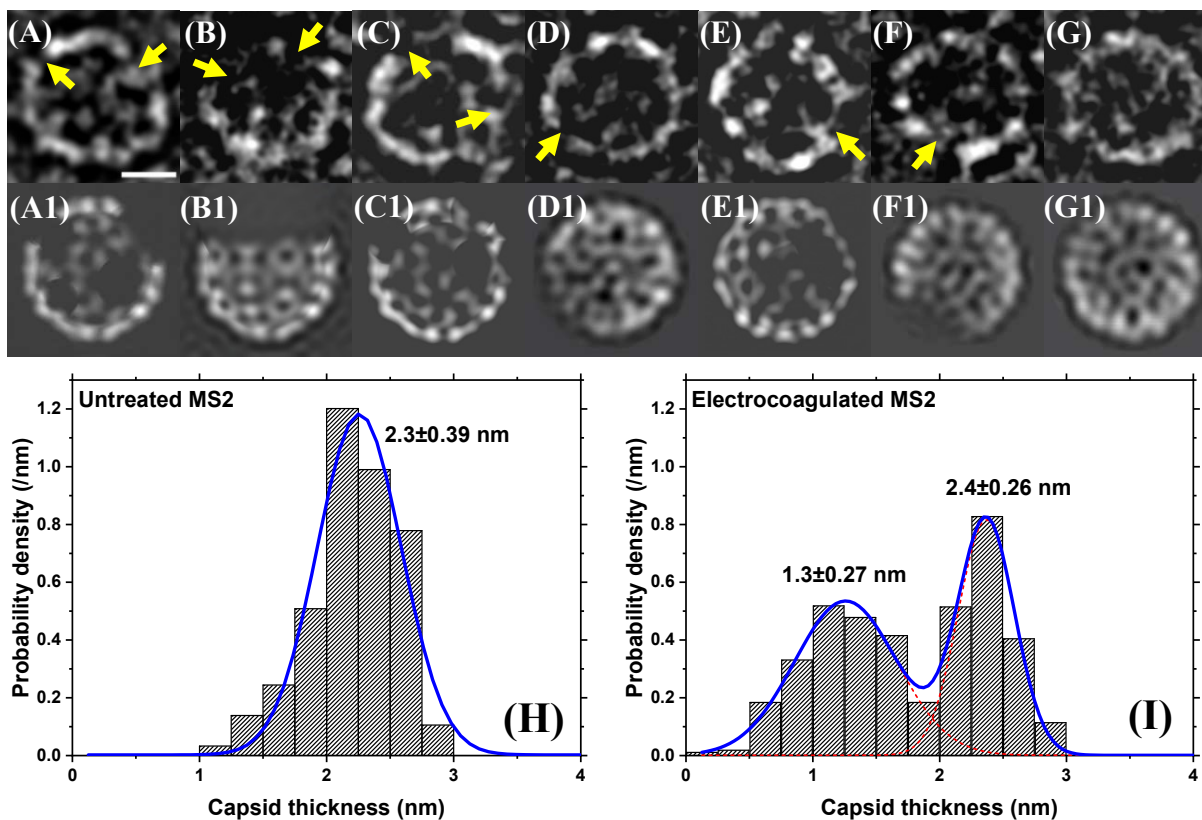 (A) (B) (C) (D) (E) (F) (G)
(A1) (B1) (C1) (D1) (E1) (F1) (G1)
Untreated MS2
2.3±0.39 nm
1.2
1.0
0.8
0.6
0.4
0.2
0.0
0 1 2 3 4
Probability density (/nm)
Capsid thickness (nm)
(H)
Electrocoagulated MS2
2.4±0.26 nm
1.3±0.27 nm
1.2
1.0
0.8
0.6
0.4
0.2
0.0
0 1 2 3 4
Probability density (/nm)
Capsid thickness (nm)
(I)